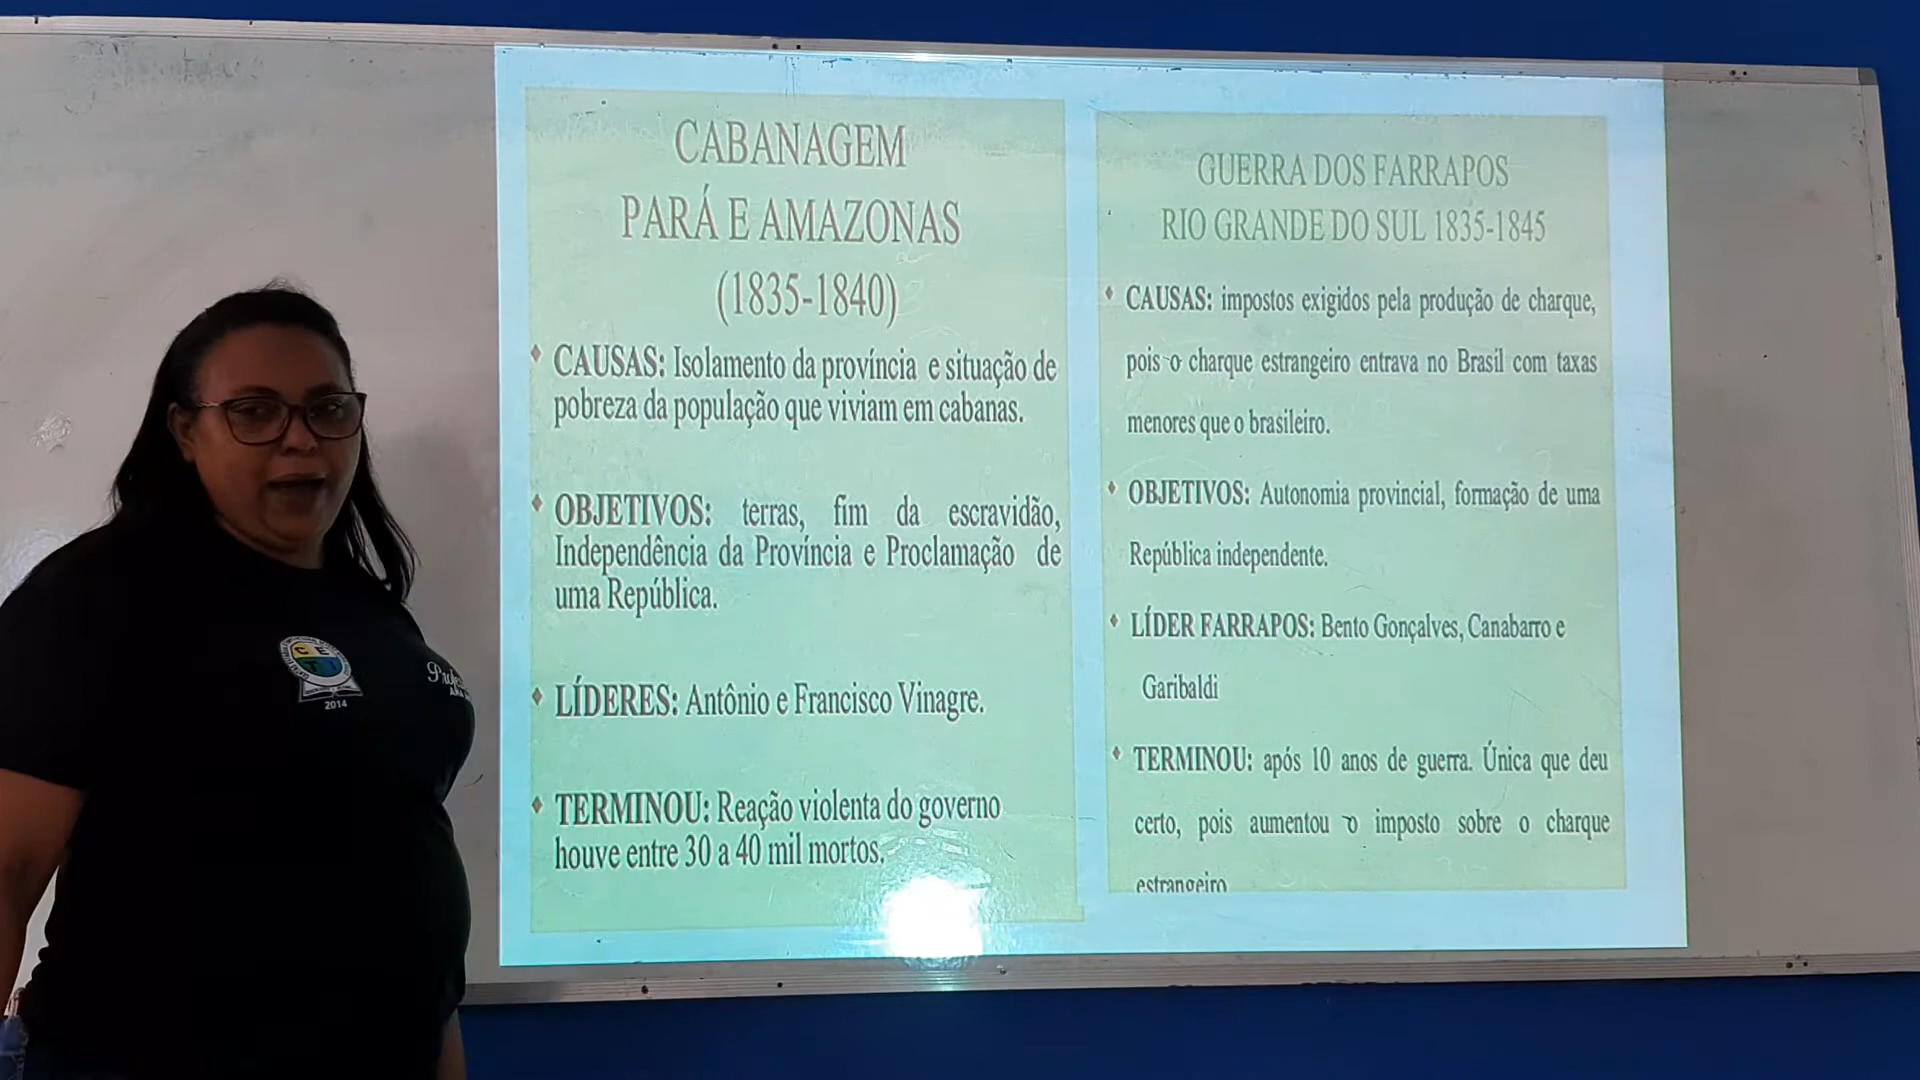 CABANAGEM
PARÁ E AMAZONAS
(1835-1840)
CAUSAS: Isolamento da província e situação de
pobreza da população que viviam em cabanas.
OBJETIVOS: terras, fim da escravidão,
Independência da Província e Proclamação de
uma República.
LÍDERES: Antônio e Francisco Vinagre.
TERMINOU: Reação violenta do governo
houve entre 30 a 40 mil mortos.
GUERRA DOS FARRAPOS
RIO GRANDE DO SUL 1835-1845
CAUSAS: impostos exigidos pela produção de charque,
pois o charque estrangeiro entrava no Brasil com taxas
menores que o brasileiro.
OBJETIVOS: Autonomia provincial, formação de uma
República independente.
LÍDER FARRAPOS: Bento Gonçalves, Canabarro e
Garibaldi
TERMINOU: após 10 anos de guerra. Única que deu
certo, pois aumentou o imposto sobre o charque
estrangeiro
CE
TI
2014